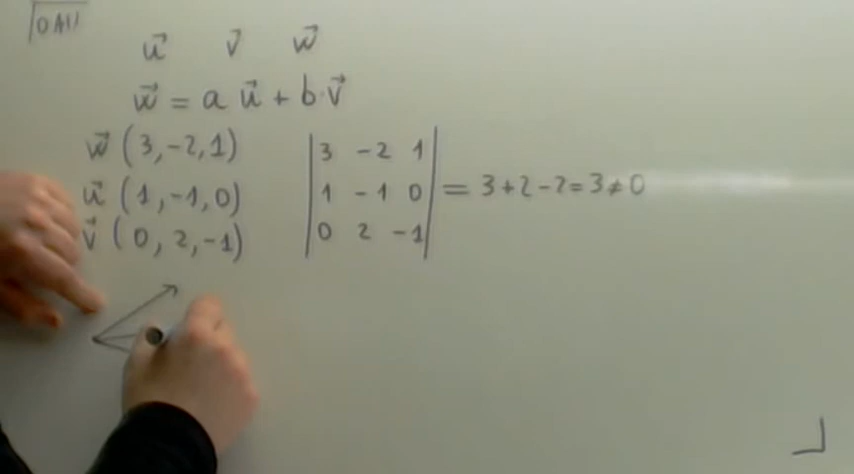 u⃗ v⃗ w⃗
w⃗ = a u⃗ + b·v⃗
w⃗ (3,-2,1)
u⃗ (1,-1,0)
v⃗ (0,2,-1)
|3 -2 1|
|1 -1 0| = 3+2-2=3≠0
|0 2 -1|